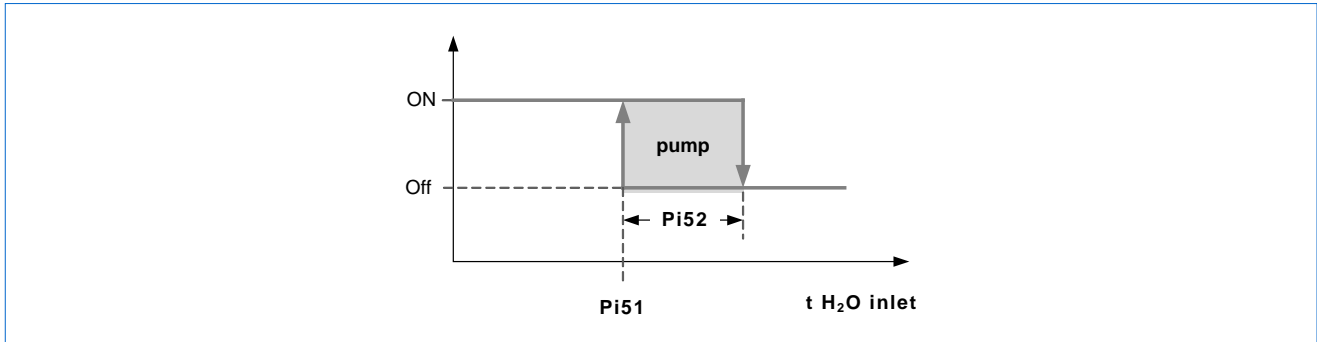 ON
pump
Off
Pi52
Pi51
t H₂O inlet